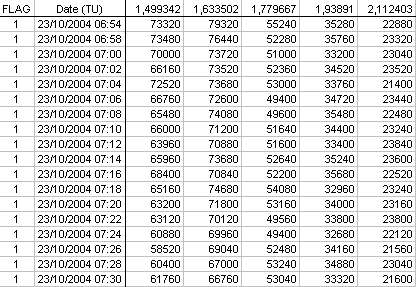 FLAG Date (TU) 1,499342 1,633502 1,779667 1,93891 2,112403
1 23/10/2004 06:54 73320 79320 55240 35280 22880
1 23/10/2004 06:58 73480 76440 52280 35760 23320
1 23/10/2004 07:00 70000 73720 51000 33200 23040
1 23/10/2004 07:02 66160 73520 52360 34520 23520
1 23/10/2004 07:04 72520 73680 53000 33760 21400
1 23/10/2004 07:06 66760 72600 49400 34720 23440
1 23/10/2004 07:08 65480 74080 49600 35480 22480
1 23/10/2004 07:10 66000 71200 51640 34400 23240
1 23/10/2004 07:12 63960 70880 51600 33400 23840
1 23/10/2004 07:14 65960 73680 52640 35240 23600
1 23/10/2004 07:16 68400 70840 52200 35680 22520
1 23/10/2004 07:18 65160 74680 54080 32960 23240
1 23/10/2004 07:20 63200 71800 53160 34000 23160
1 23/10/2004 07:22 63120 70120 49560 33800 23800
1 23/10/2004 07:24 60880 69960 49400 32680 22120
1 23/10/2004 07:26 58520 69040 52480 34160 21560
1 23/10/2004 07:28 60400 67000 53240 34880 23040
1 23/10/2004 07:30 61760 66760 53040 33320 21600